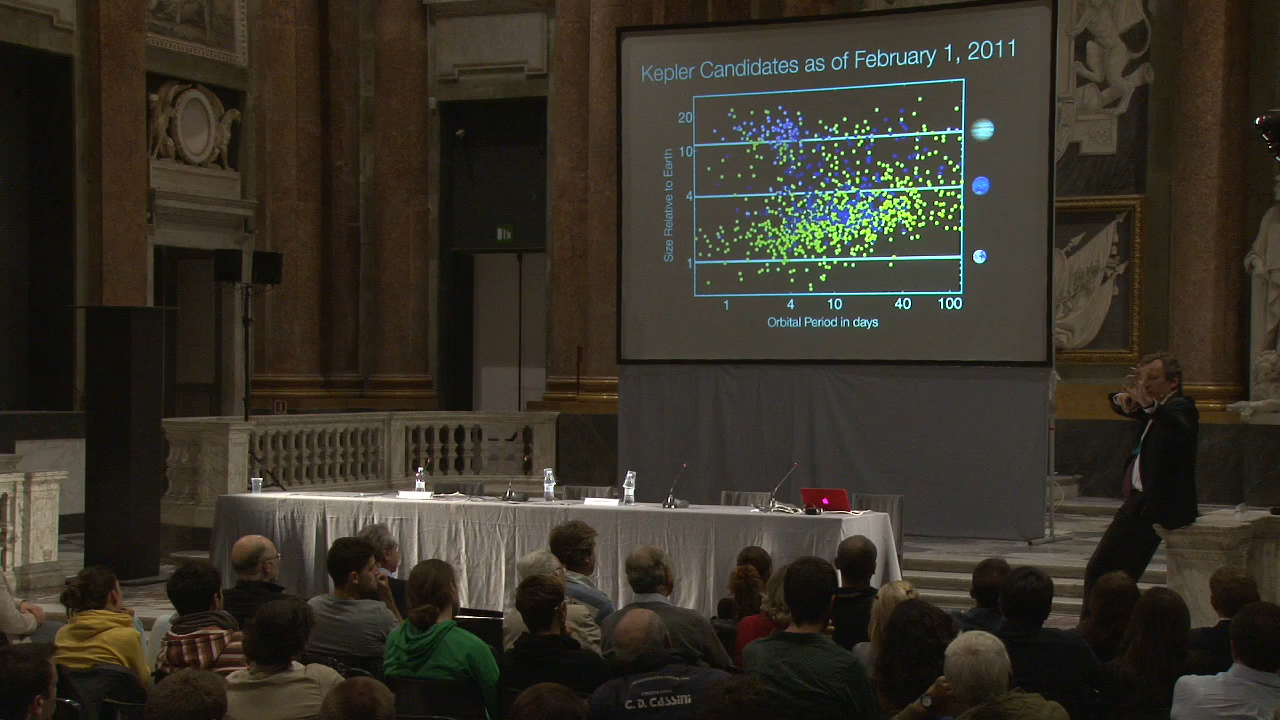 Kepler Candidates as of February 1, 2011
Size Relative to Earth
20
10
4
1
1 4 10 40 100
Orbital Period in days
C. D. CASSINI